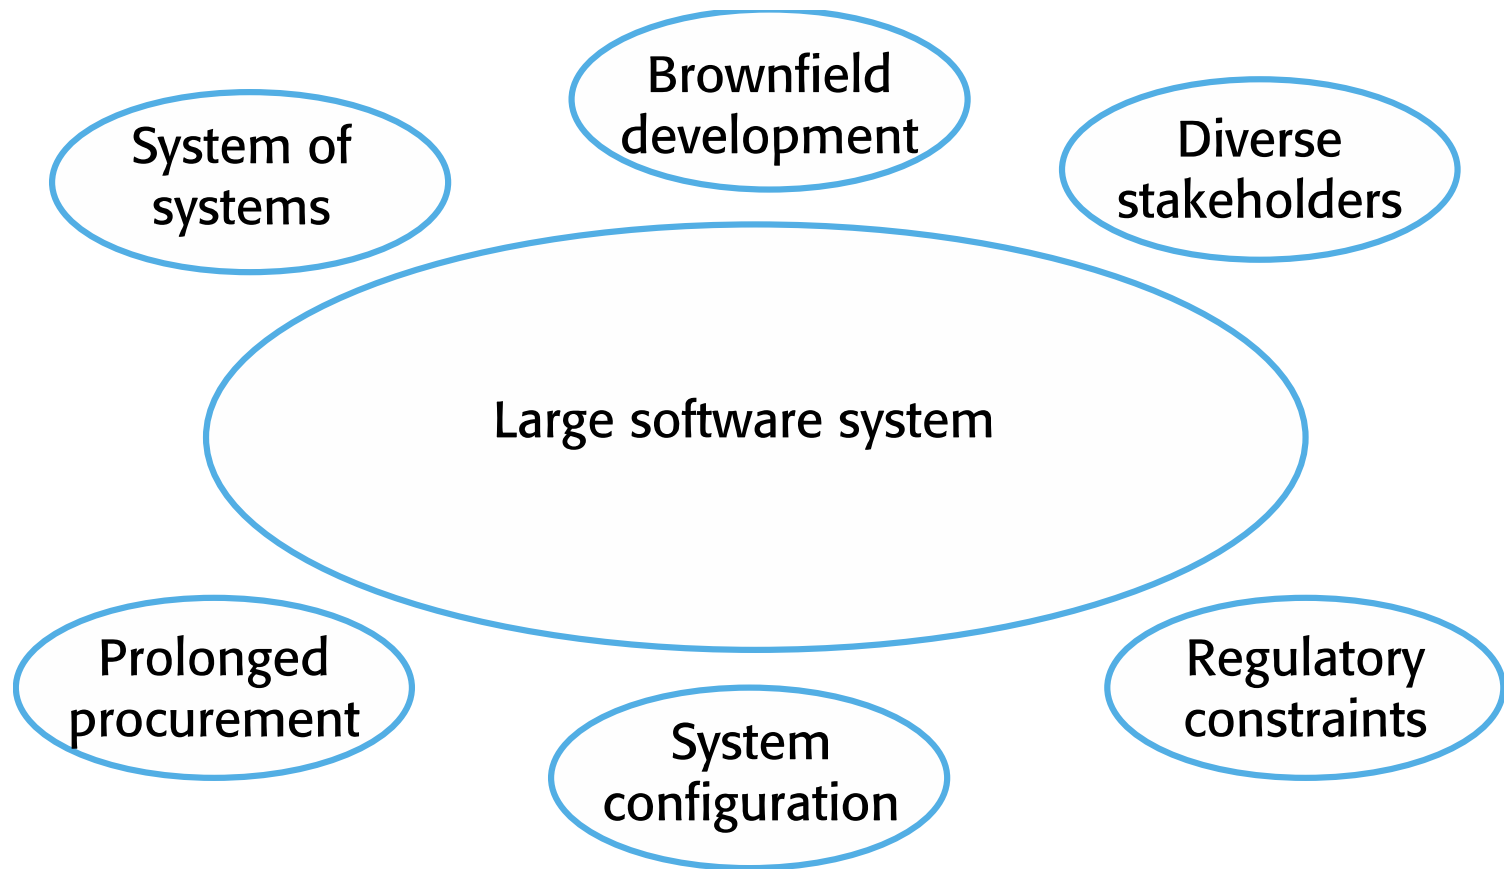 Brownfield
development
System of
systems
Diverse
stakeholders
Large software system
Prolonged
procurement
System
configuration
Regulatory
constraints